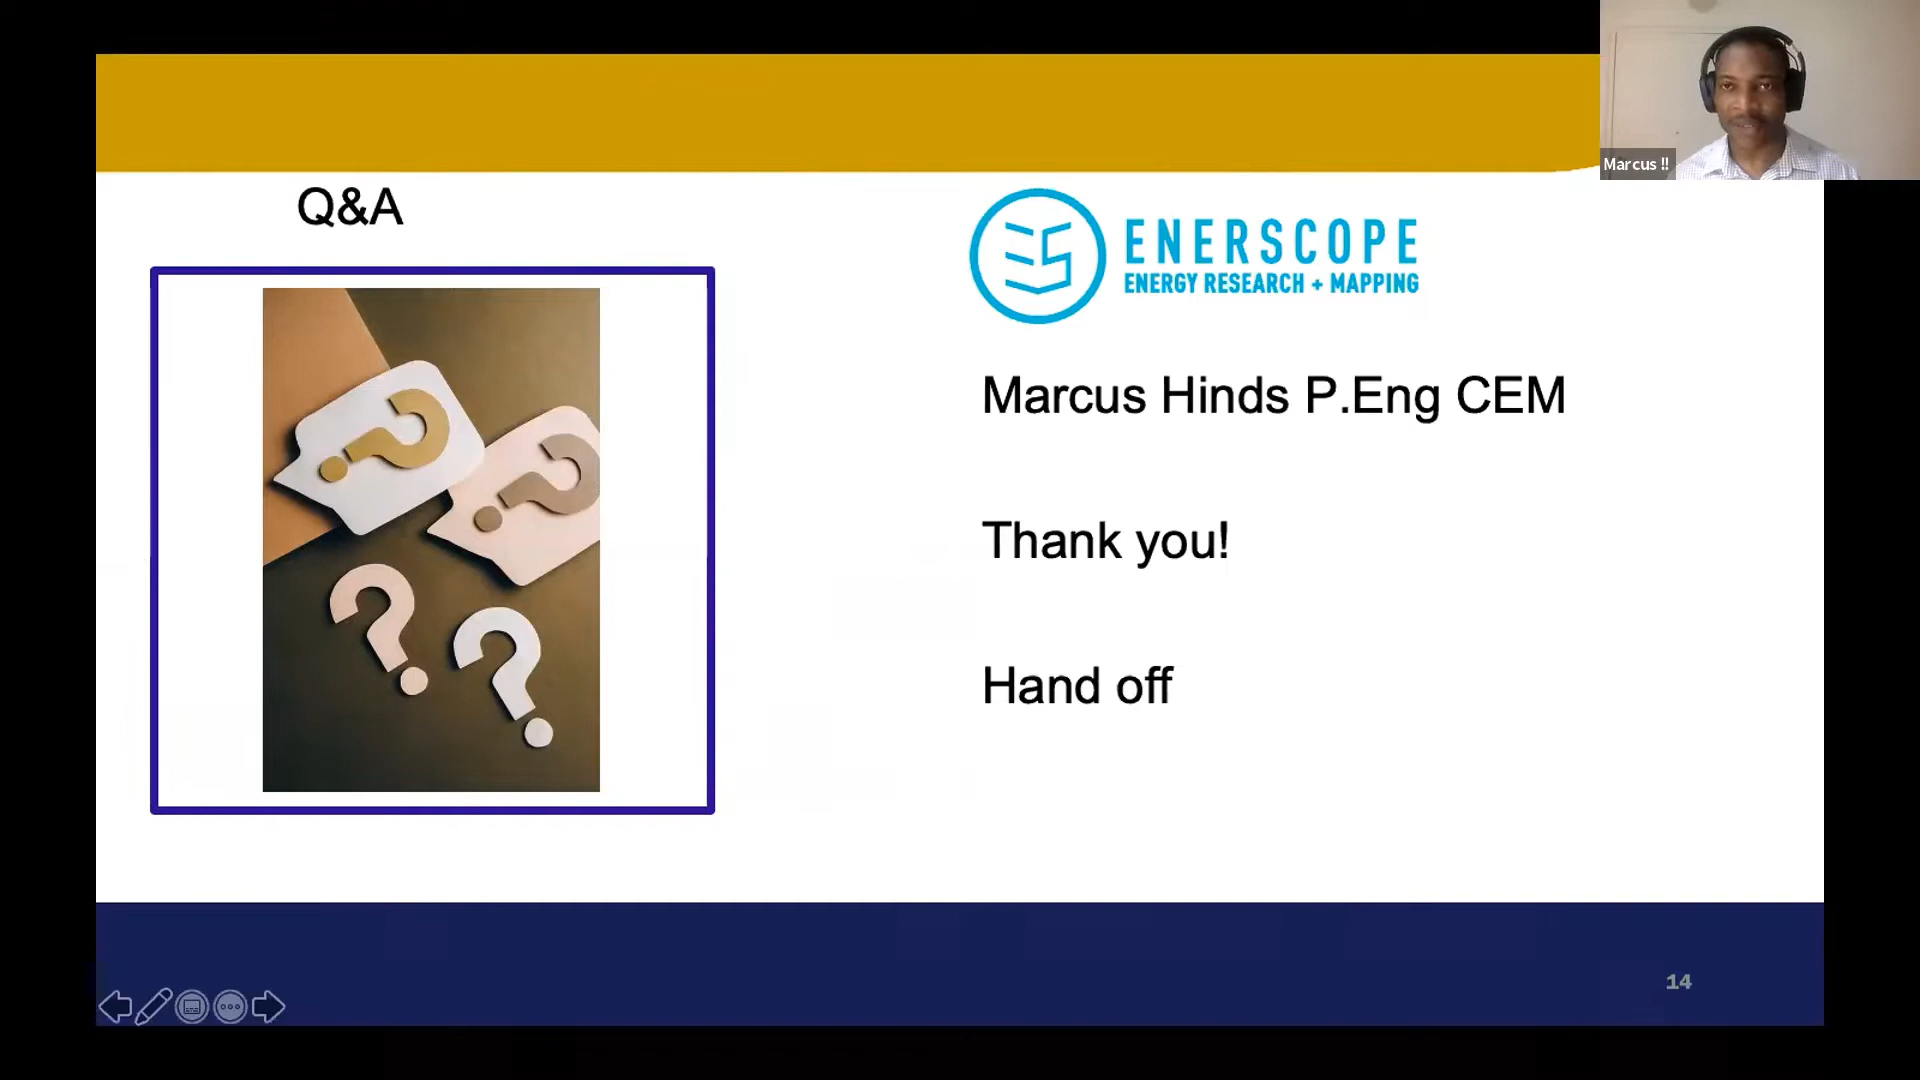 Marcus !!
Q&A
ENERSCOPE
ENERGY RESEARCH + MAPPING
Marcus Hinds P.Eng CEM
Thank you!
Hand off
14